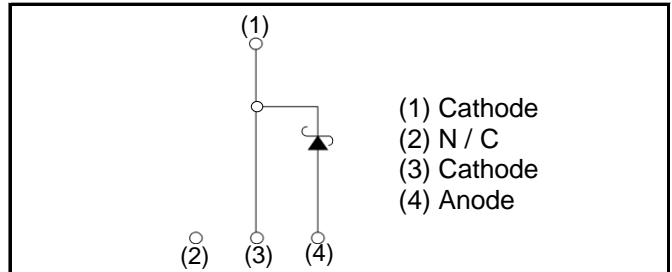 (1)
(1) Cathode
(2) N / C
(3) Cathode
(4) Anode
(2) (3) (4)